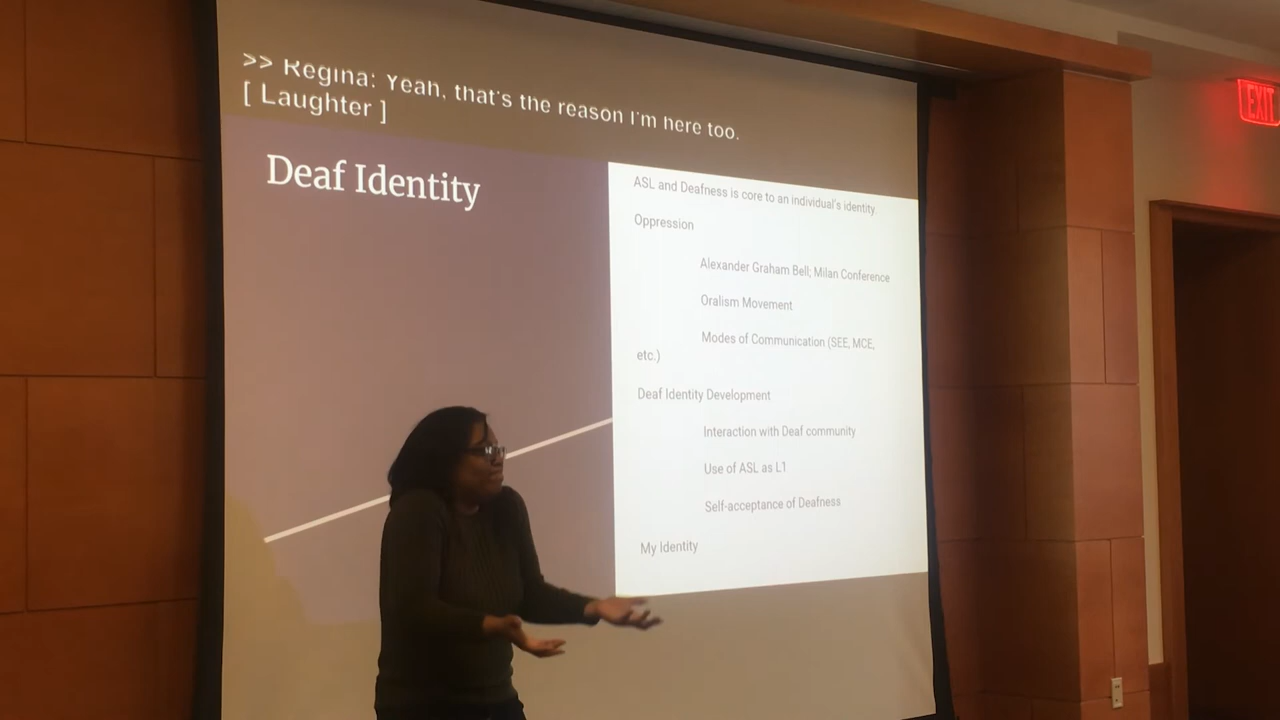 >> Regina: Yeah, that's the reason I'm here too.
[ Laughter ]
Deaf Identity
ASL and Deafness is core to an individual's identity
Oppression
Alexander Graham Bell; Milan Conference
Oralism Movement
Modes of Communication (SEE, MCE,
etc.)
Deaf Identity Development
Interaction with Deaf community
Use of ASL as L1
Self-acceptance of Deafness
My Identity
EXIT